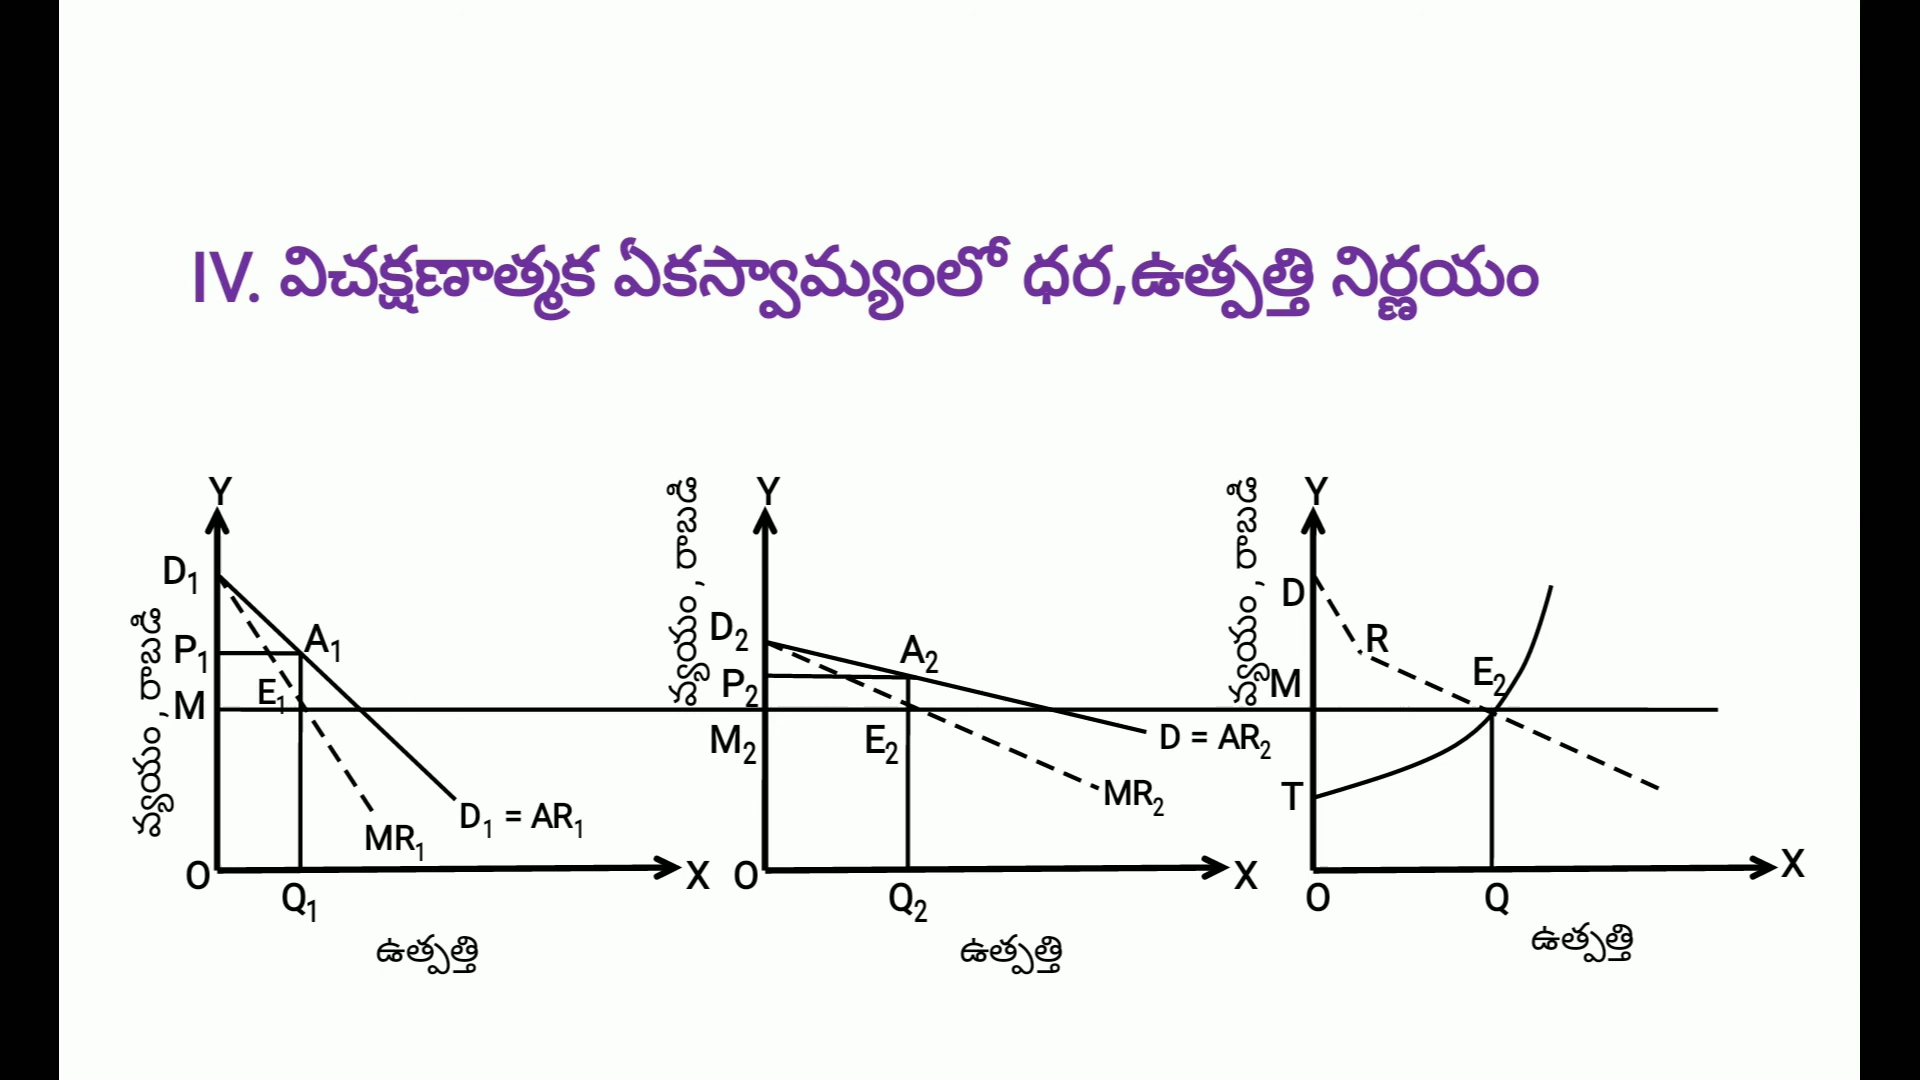 IV. విచక్షణాత్మక ఏకస్వామ్యంలో ధర,ఉత్పత్తి నిర్ణయం
Y
D₁
P₁
A₁
E₁
M
వ్యయం, రాబడి
D₁ = AR₁
MR₁
O
Q₁
X
ఉత్పత్తి
Y
వ్యయం, రాబడి
D₂
A₂
P₂
M₂
E₂
D = AR₂
MR₂
O
Q₂
X
ఉత్పత్తి
Y
వ్యయం, రాబడి
D
R
M
E₂
T
O
Q
X
ఉత్పత్తి